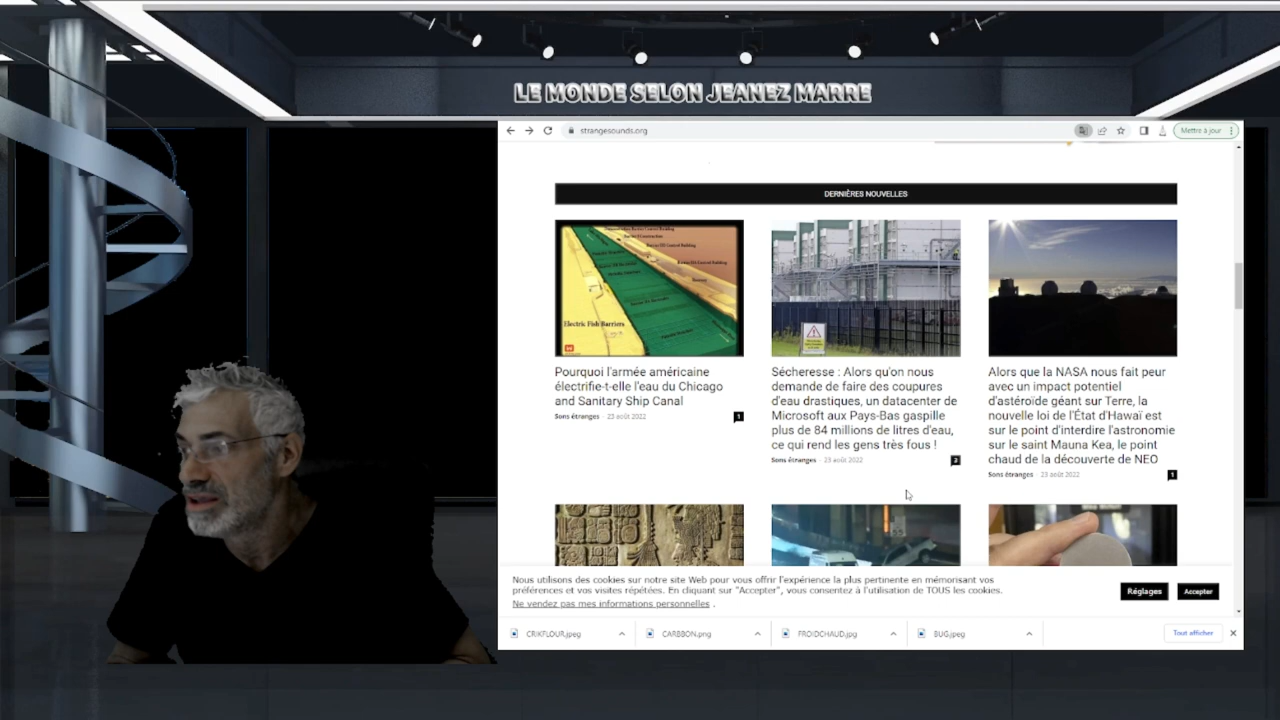 LE MONDE SELON JEANEZ MARRE
strangesounds.org
Mettre à jour
DERNIÈRES NOUVELLES
Electric Fish Barriers
Pourquoi l'armée américaine
électrifie-t-elle l'eau du Chicago
and Sanitary Ship Canal
Sons étranges - 23 août 2022
1
Sécheresse : Alors qu'on nous
demande de faire des coupures
d'eau drastiques, un datacenter de
Microsoft aux Pays-Bas gaspille
plus de 84 millions de litres d'eau,
ce qui rend les gens très fous !
Sons étranges - 23 août 2022
Alors que la NASA nous fait peur
avec un impact potentiel
d'astéroïde géant sur Terre, la
nouvelle loi de l'État d'Hawaï est
sur le point d'interdire l'astronomie
sur le saint Mauna Kea, le point
chaud de la découverte de NEO
Sons étranges - 23 août 2022
1
Nous utilisons des cookies sur notre site Web pour vous offrir l'expérience la plus pertinente en mémorisant vos
préférences et vos visites répétées. En cliquant sur "Accepter", vous consentez à l'utilisation de TOUS les cookies.
Ne vendez pas mes informations personnelles .
Réglages
Accepter
CRIKFLOUR.jpeg
CARBBON.png
FROIDCHAUD.jpg
BUG.jpeg
Tout afficher